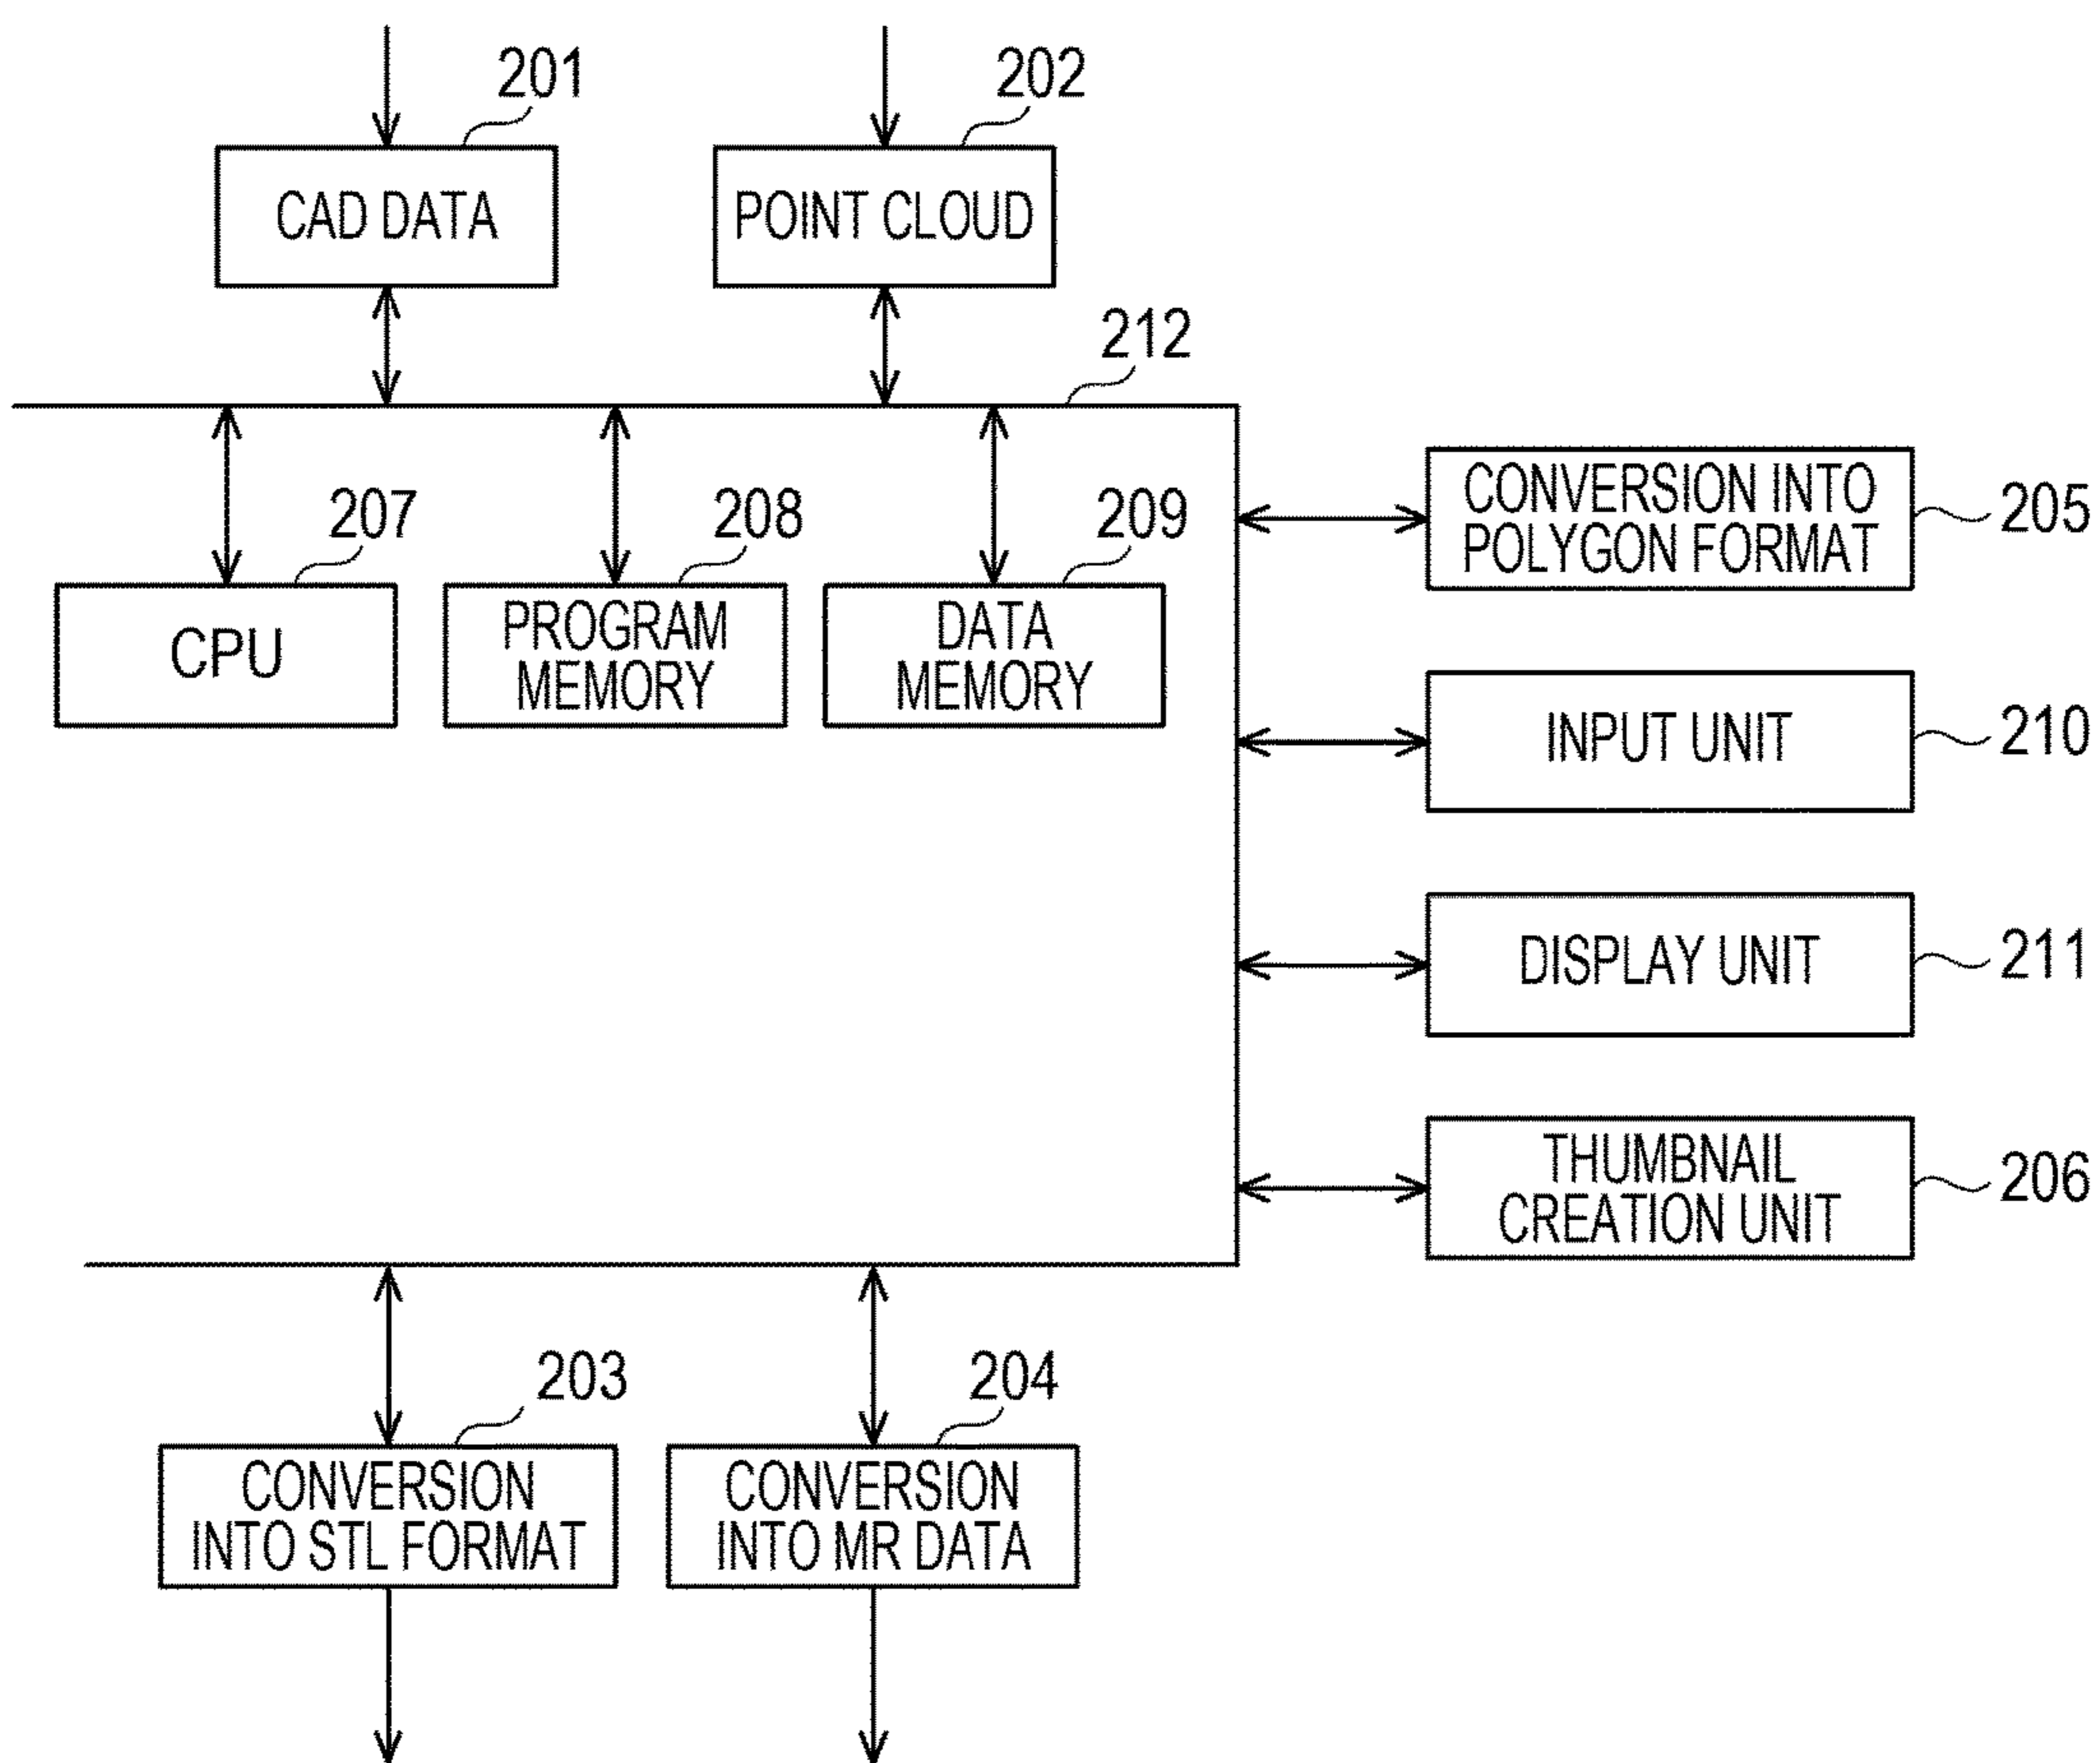 201
202
CAD DATA
POINT CLOUD
212
207
208
209
CONVERSION INTO
POLYGON FORMAT
205
CPU
PROGRAM
MEMORY
DATA
MEMORY
INPUT UNIT
210
DISPLAY UNIT
211
THUMBNAIL
CREATION UNIT
206
203
204
CONVERSION
INTO STL FORMAT
CONVERSION
INTO MR DATA